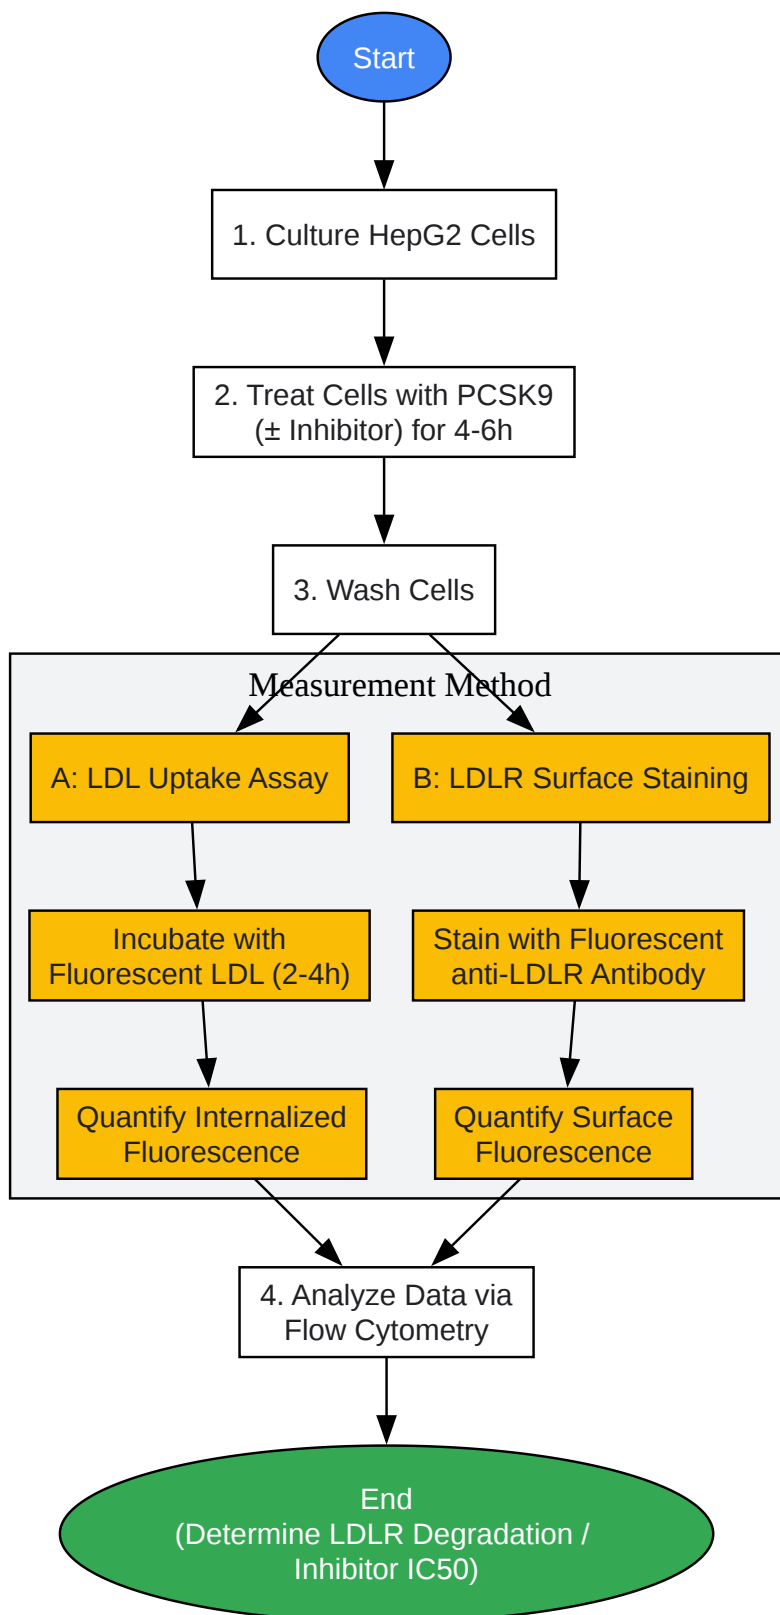 Start
1. Culture HepG2 Cells
2. Treat Cells with PCSK9
(± Inhibitor) for 4-6h
3. Wash Cells
Measurement Method
A: LDL Uptake Assay
B: LDLR Surface Staining
Incubate with
Fluorescent LDL (2-4h)
Stain with Fluorescent
anti-LDLR Antibody
Quantify Internalized
Fluorescence
Quantify Surface
Fluorescence
4. Analyze Data via
Flow Cytometry
End
(Determine LDLR Degradation /
Inhibitor IC50)